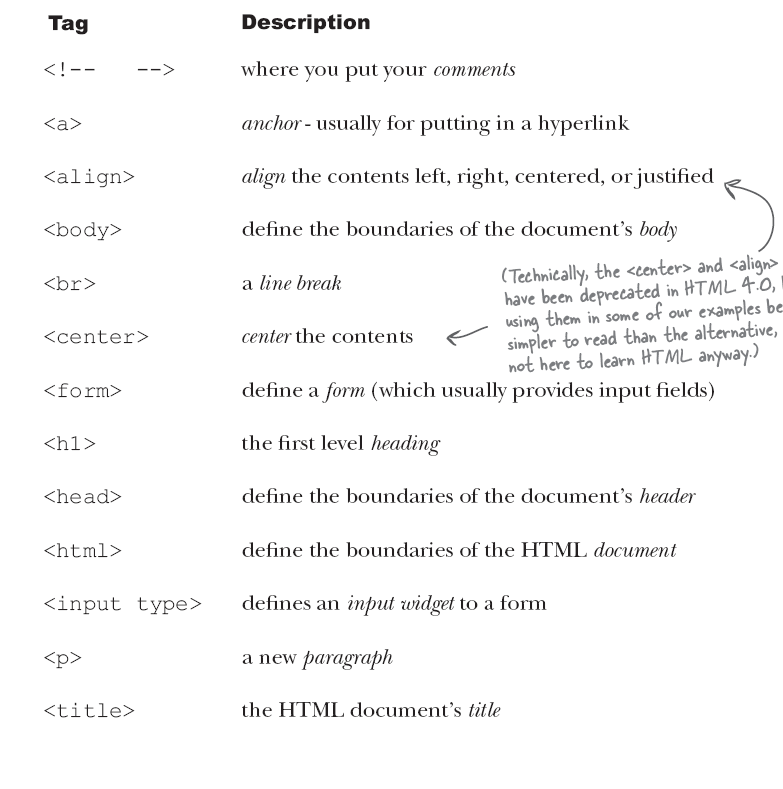 Tag Description
<!-- --> where you put your comments
<a> anchor - usually for putting in a hyperlink
<align> align the contents left, right, centered, or justified
<body> define the boundaries of the document's body
<br> a line break
<center> center the contents
(Technically, the <center> and <align>
have been deprecated in HTML 4.0,
using them in some of our examples be
simpler to read than the alternative,
not here to learn HTML anyway.)
<form> define a form (which usually provides input fields)
<h1> the first level heading
<head> define the boundaries of the document's header
<html> define the boundaries of the HTML document
<input type> defines an input widget to a form
<p> a new paragraph
<title> the HTML document's title